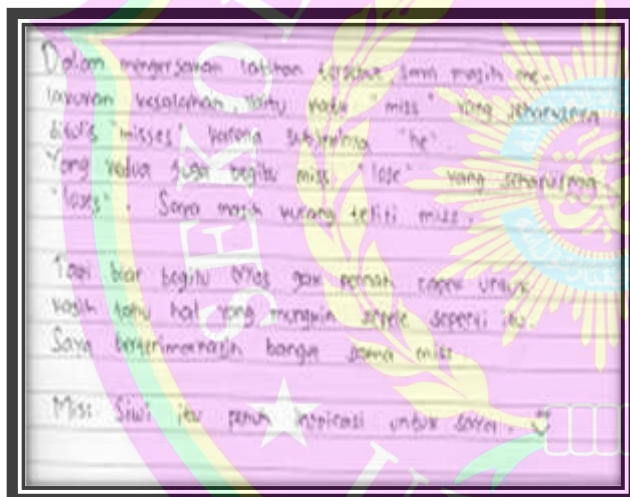 Dalam mengerjakan latihan tersebut, saya masih me-
lakukan kesalahan, yaitu pada "miss" yang seharusnya
ditulis "misses" karena subjeknya "he".
Yang kedua juga begitu miss "lose" yang seharusnya
"loses". Saya masih kurang teliti miss.
Tapi biar begitu Miss gak pernah capek untuk
kasih tahu hal yang mungkin sepele seperti itu.
Saya berterimakasih banget sama miss.
Miss Siwi itu penuh inspirasi untuk saya.
SEKOL